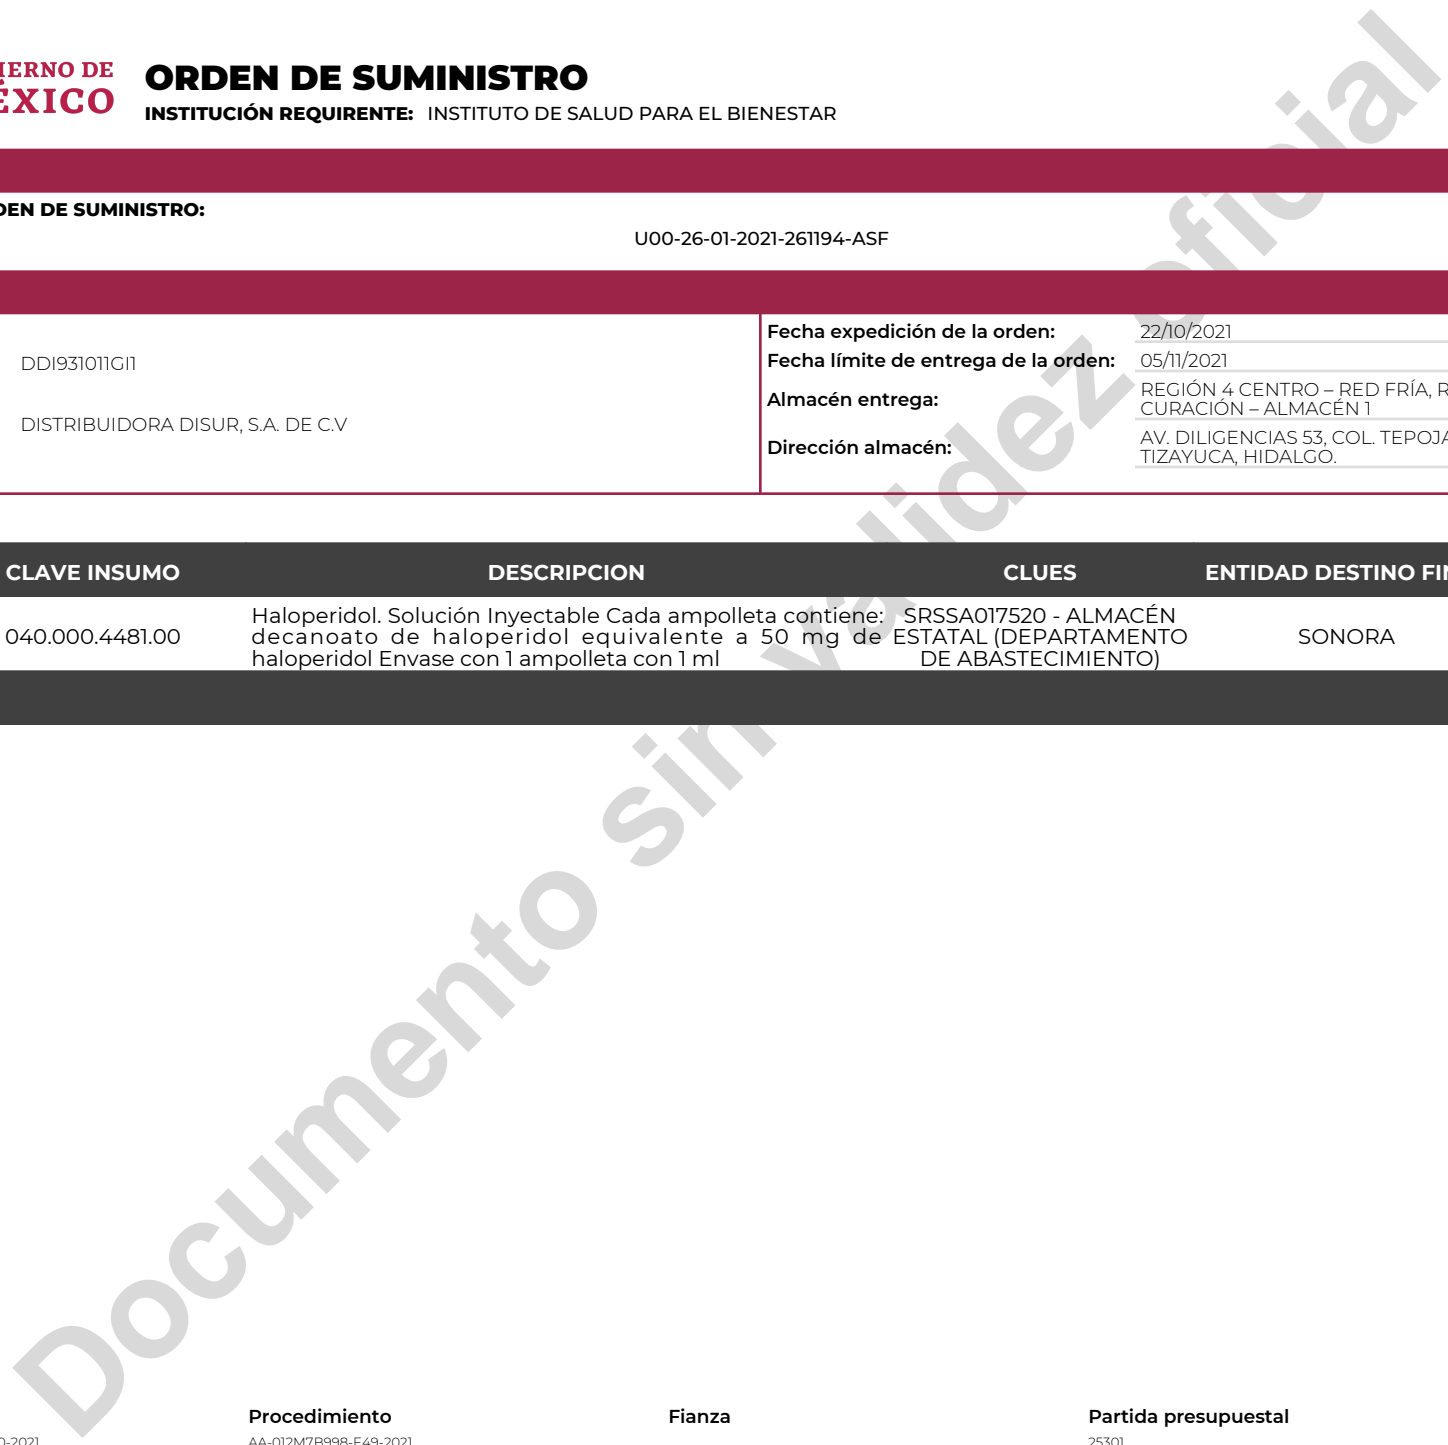 ORDEN DE SUMINISTRO
INSTITUCIÓN REQUIRENTE: INSTITUTO DE SALUD PARA EL BIENESTAR
DE
DE SUMINISTRO:
U00-26-01-2021-261194-ASF
DDI931011GI1
DISTRIBUIDORA DISUR, S.A. DE C.V
Fecha expedición de la orden: 22/10/2021
Fecha límite de entrega de la orden: 05/11/2021
Almacén entrega: REGIÓN 4 CENTRO – RED FRÍA,
CURACIÓN – ALMACÉN 1
Dirección almacén: AV. DILIGENCIAS 53, COL.
TIZAYUCA, HIDALGO.
CLAVE INSUMO DESCRIPCION CLUES ENTIDAD DESTINO
040.000.4481.00
Haloperidol. Solución Inyectable Cada ampolleta contiene:
decanoato de haloperidol equivalente a 50 mg de
haloperidol Envase con 1 ampolleta con 1 ml
SRSSA017520 - ALMACÉN
ESTATAL (DEPARTAMENTO
DE ABASTECIMIENTO)
SONORA
Documento sin validez oficial
Procedimiento Fianza Partida presupuestal
AA-012M7B998-E49-2021 25301